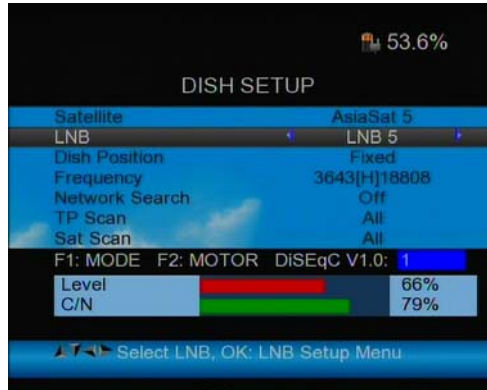 53.6%
DISH SETUP
Satellite AsiaSat 5
LNB LNB 5
Dish Position Fixed
Frequency 3643[H]18808
Network Search Off
TP Scan All
Sat Scan All
F1: MODE F2: MOTOR DiSEqC V1.0: 1
Level 66%
C/N 79%
Select LNB, OK: LNB Setup Menu